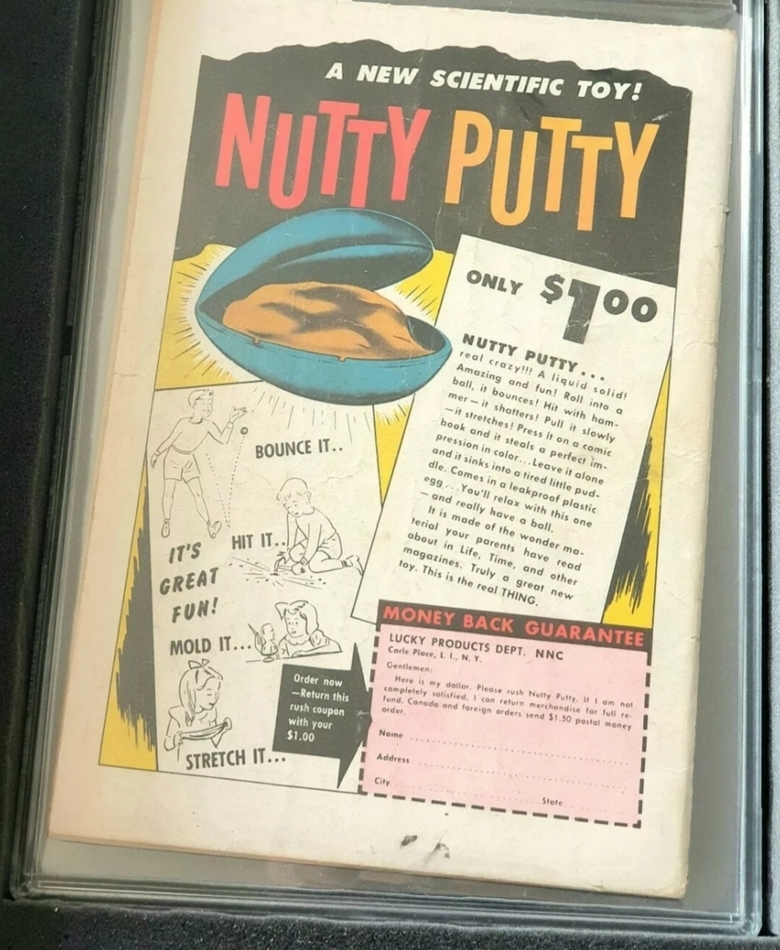 A NEW SCIENTIFIC TOY!
NUTTY PUTTY
ONLY $1.00
NUTTY PUTTY...
real crazy!!! A liquid solid!
Amazing and fun! Roll into a
ball, it bounces! Hit with ham-
mer — it shatters! Pull it slowly
— it stretches! Press it on a comic
book and it steals a perfect im-
pression in color... Leave it alone
and it sinks into a tired little pud-
dle. Comes in a leakproof plastic
egg... You'll relax with this one
— and really have a ball.
It is made of the wonder ma-
terial your parents have read
about in Life, Time, and other
magazines. Truly a great new
toy. This is the real THING.
BOUNCE IT..
HIT IT..
IT'S
GREAT
FUN!
MOLD IT...
STRETCH IT...
Order now
—Return this
rush coupon
with your
$1.00
MONEY BACK GUARANTEE
LUCKY PRODUCTS DEPT. NNC
Carle Place, L. I., N. Y.
Gentlemen:
Here is my dollar. Please rush Nutty Putty. If I am not
completely satisfied, I can return merchandise for full re-
fund. Canada and foreign orders send $1.50 postal money
order.
Name
Address
City State